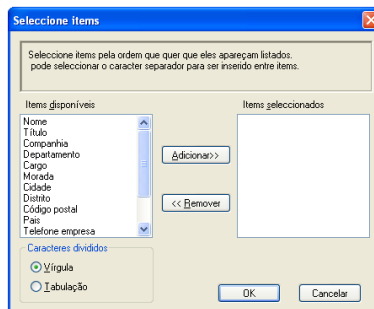 Seleccione items
Seleccione items pela ordem que quer que eles apareçam listados.
pode seleccionar o caracter separador para ser inserido entre items.
Items disponíveis
Items seleccionados
Nome
Título
Companhia
Departamento
Cargo
Morada
Cidade
Distrito
Código postal
Pais
Telefone empresa
Adicionar>>
<< Remover
Caracteres divididos
Vírgula
Tabulação
OK
Cancelar